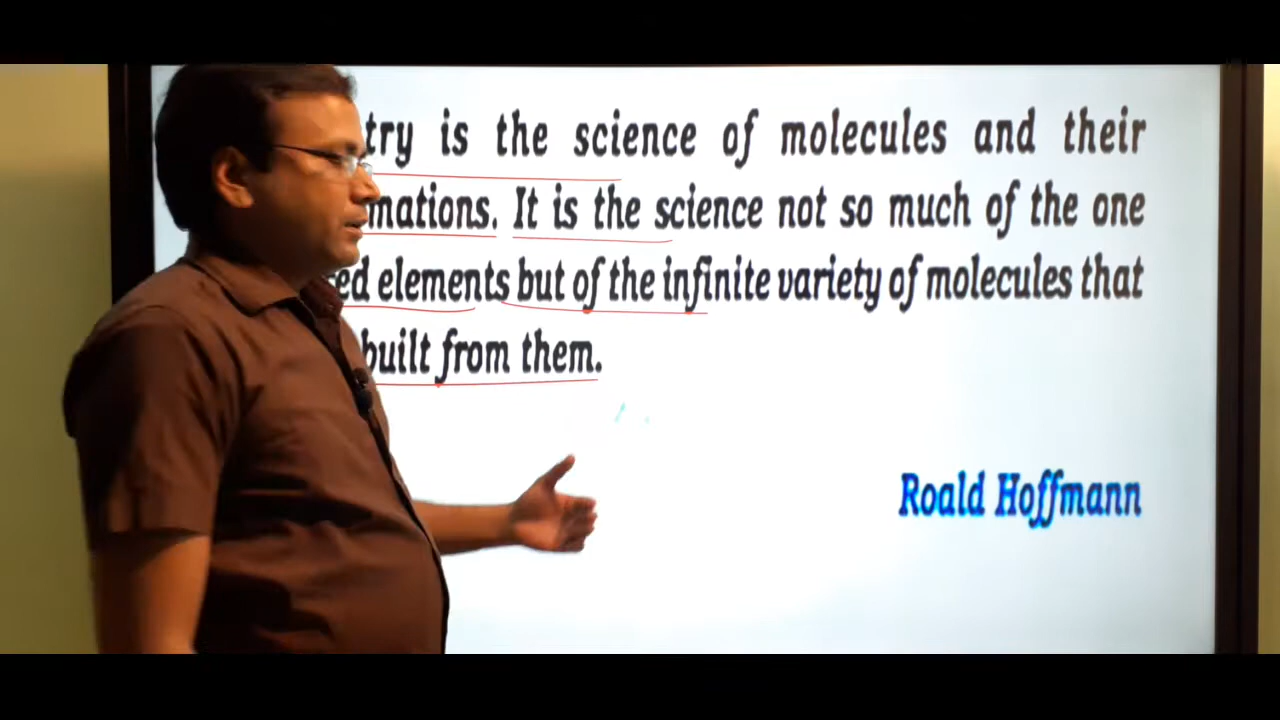 try is the science of molecules and their
mations. It is the science not so much of the one
ed elements but of the infinite variety of molecules that
built from them.
Roald Hoffmann